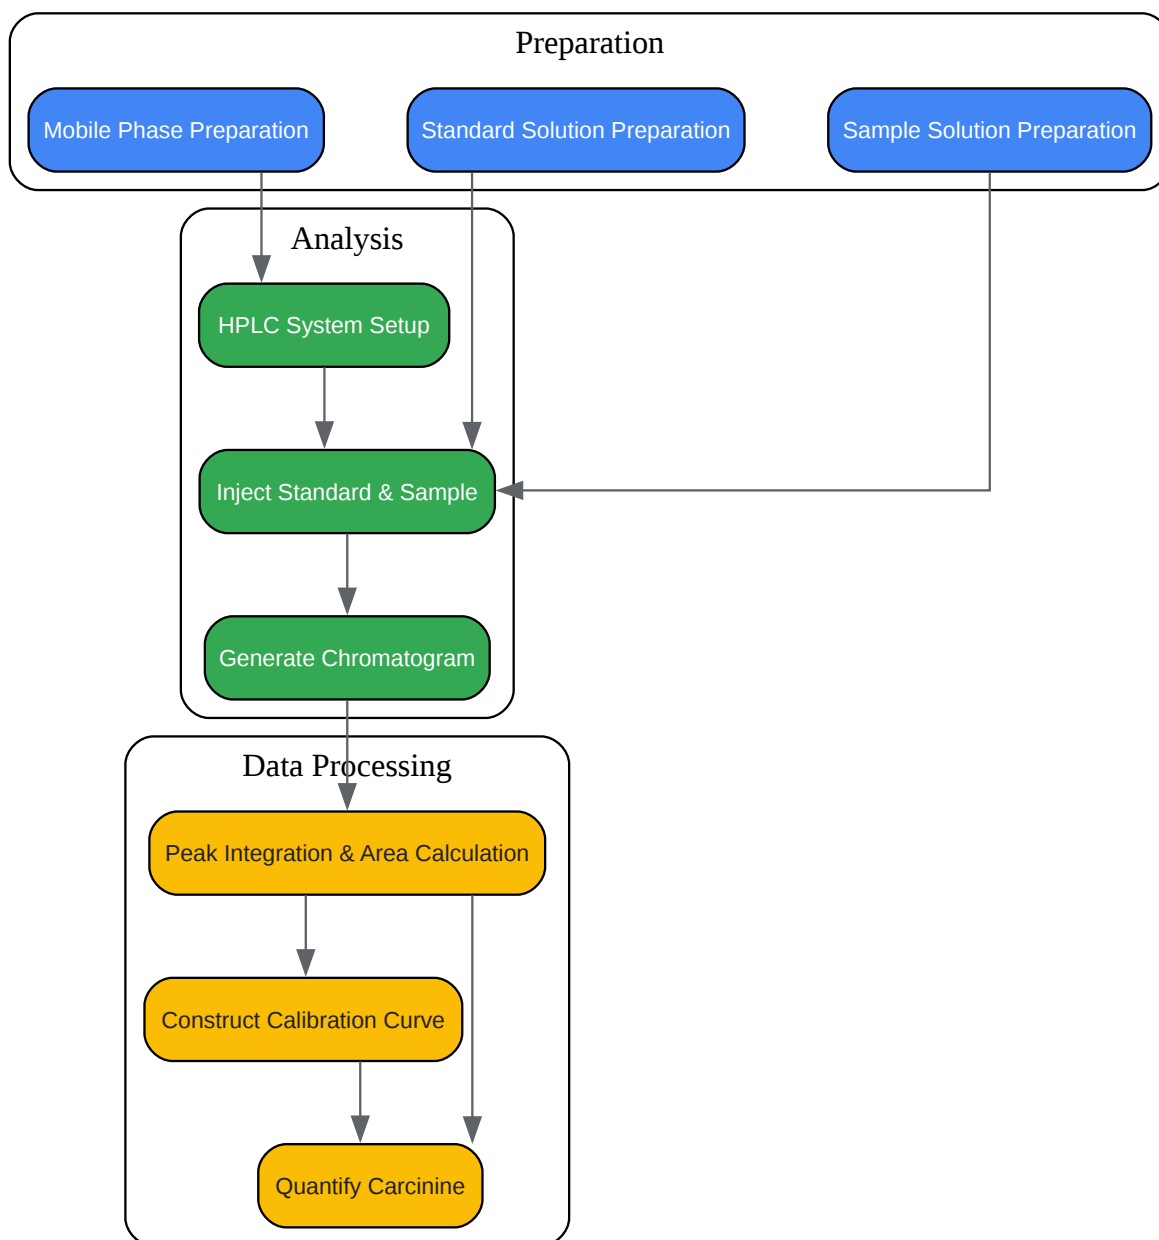 Preparation
Mobile Phase Preparation
Standard Solution Preparation
Sample Solution Preparation
Analysis
HPLC System Setup
Inject Standard & Sample
Generate Chromatogram
Data Processing
Peak Integration & Area Calculation
Construct Calibration Curve
Quantify Carcinine